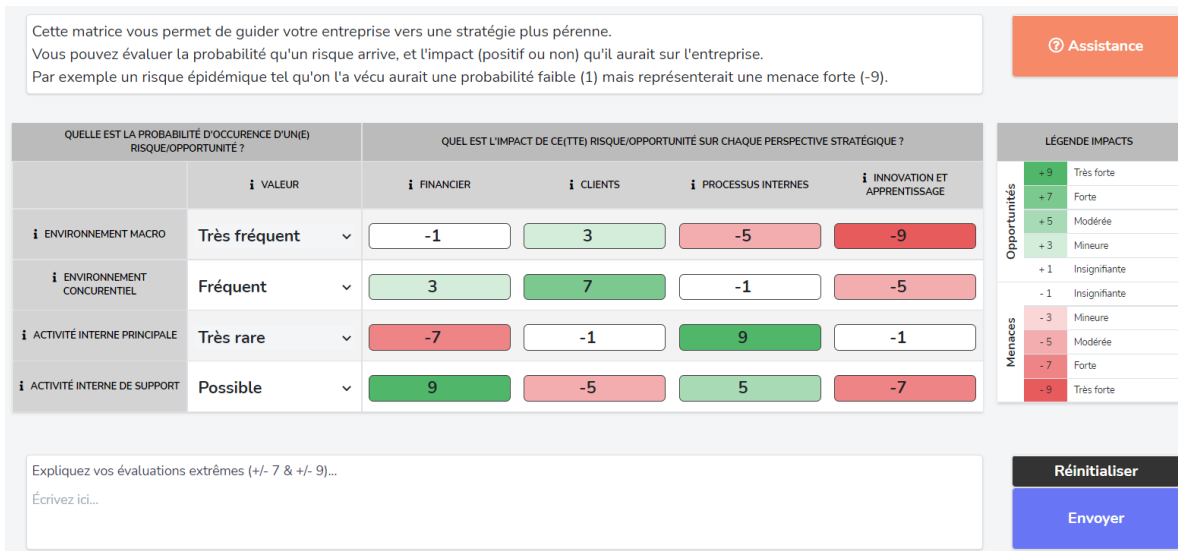 Cette matrice vous permet de guider votre entreprise vers une stratégie plus pérenne.
Vous pouvez évaluer la probabilité qu'un risque arrive, et l'impact (positif ou non) qu'il aurait sur l'entreprise.
Par exemple un risque épidémique tel qu'on l'a vécu aurait une probabilité faible (1) mais représenterait une menace forte (-9).
Assistance
QUELLE EST LA PROBABILITÉ D'OCCURENCE D'UN(E)
RISQUE/OPPORTUNITÉ ?
QUEL EST L'IMPACT DE CE(TTE) RISQUE/OPPORTUNITÉ SUR CHAQUE PERSPECTIVE STRATÉGIQUE ?
VALEUR
FINANCIER
CLIENTS
PROCESSUS INTERNES
INNOVATION ET
APPRENTISSAGE
ENVIRONNEMENT MACRO
Très fréquent
-1
3
-5
-9
ENVIRONNEMENT
CONCURENTIEL
Fréquent
3
7
-1
-5
ACTIVITÉ INTERNE PRINCIPALE
Très rare
-7
-1
9
-1
ACTIVITÉ INTERNE DE SUPPORT
Possible
9
-5
5
-7
LÉGENDE IMPACTS
Opportunités
+ 9 Très forte
+ 7 Forte
+ 5 Modérée
+ 3 Mineure
+ 1 Insignifiante
Menaces
- 1 Insignifiante
- 3 Mineure
- 5 Modérée
- 7 Forte
- 9 Très forte
Expliquez vos évaluations extrêmes (+/- 7 & +/- 9)...
Écrivez ici...
Réinitialiser
Envoyer